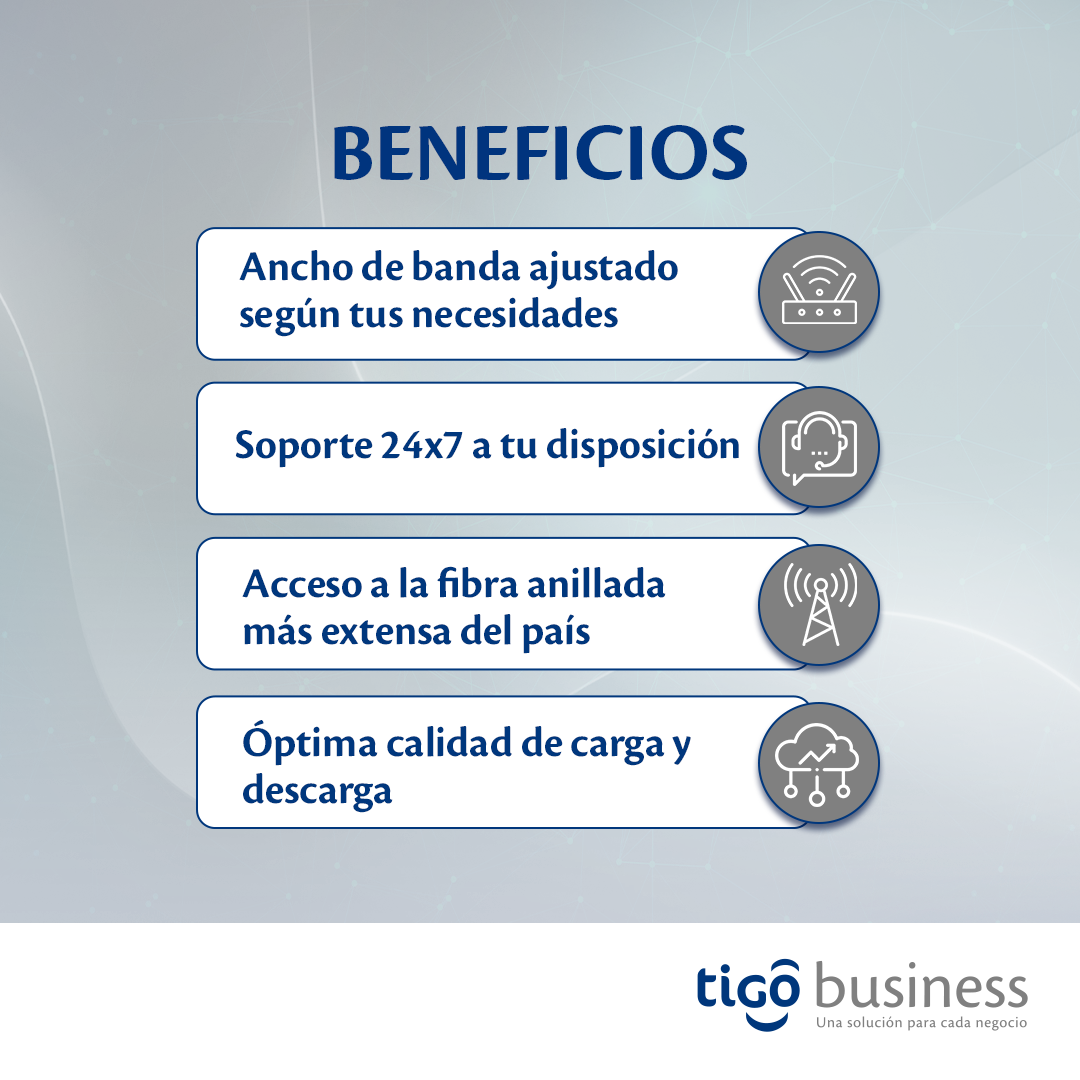 BENEFICIOS
Ancho de banda ajustado
según tus necesidades
Soporte 24x7 a tu disposición
Acceso a la fibra anillada
más extensa del país
Óptima calidad de carga y
descarga
tigo business
Una solución para cada negocio